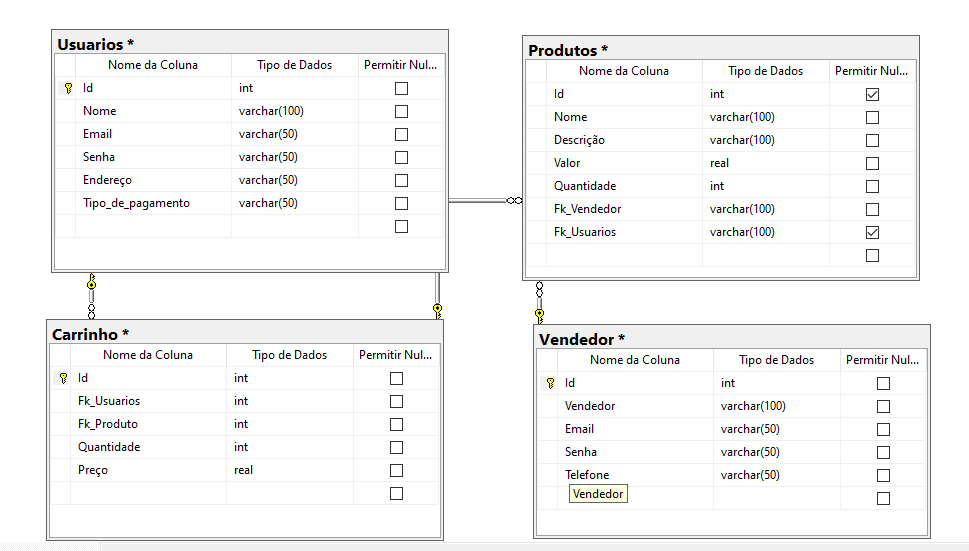 Usuarios *
Nome da Coluna Tipo de Dados Permitir Nul...
Id int
Nome varchar(100)
Email varchar(50)
Senha varchar(50)
Endereço varchar(50)
Tipo_de_pagamento varchar(50)
Produtos *
Nome da Coluna Tipo de Dados Permitir Nul...
Id int
Nome varchar(100)
Descrição varchar(100)
Valor real
Quantidade int
Fk_Vendedor varchar(100)
Fk_Usuarios varchar(100)
Carrinho *
Nome da Coluna Tipo de Dados Permitir Nul...
Id int
Fk_Usuarios int
Fk_Produto int
Quantidade int
Preço real
Vendedor *
Nome da Coluna Tipo de Dados Permitir Nul...
Id int
Vendedor varchar(100)
Email varchar(50)
Senha varchar(50)
Telefone varchar(50)
Vendedor